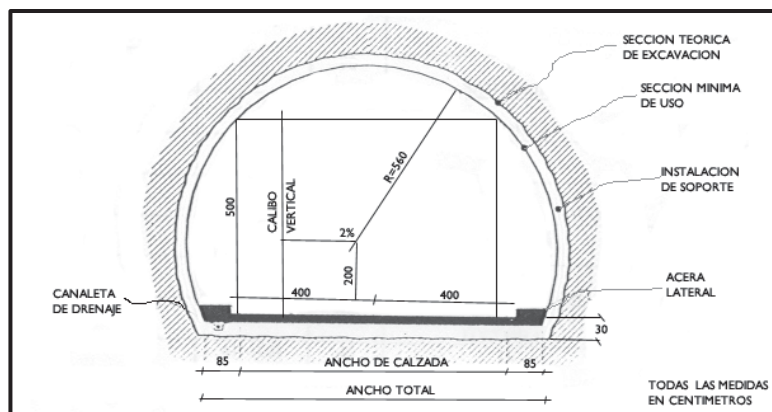 SECCION TEORICA
DE EXCAVACION
SECCION MINIMA
DE USO
INSTALACION
DE SOPORTE
R=560
CALIBO
VERTICAL
500
2%
200
400
400
CANALETA
DE DRENAJE
ACERA
LATERAL
30
85
ANCHO DE CALZADA
85
ANCHO TOTAL
TODAS LAS MEDIDAS
EN CENTIMETROS